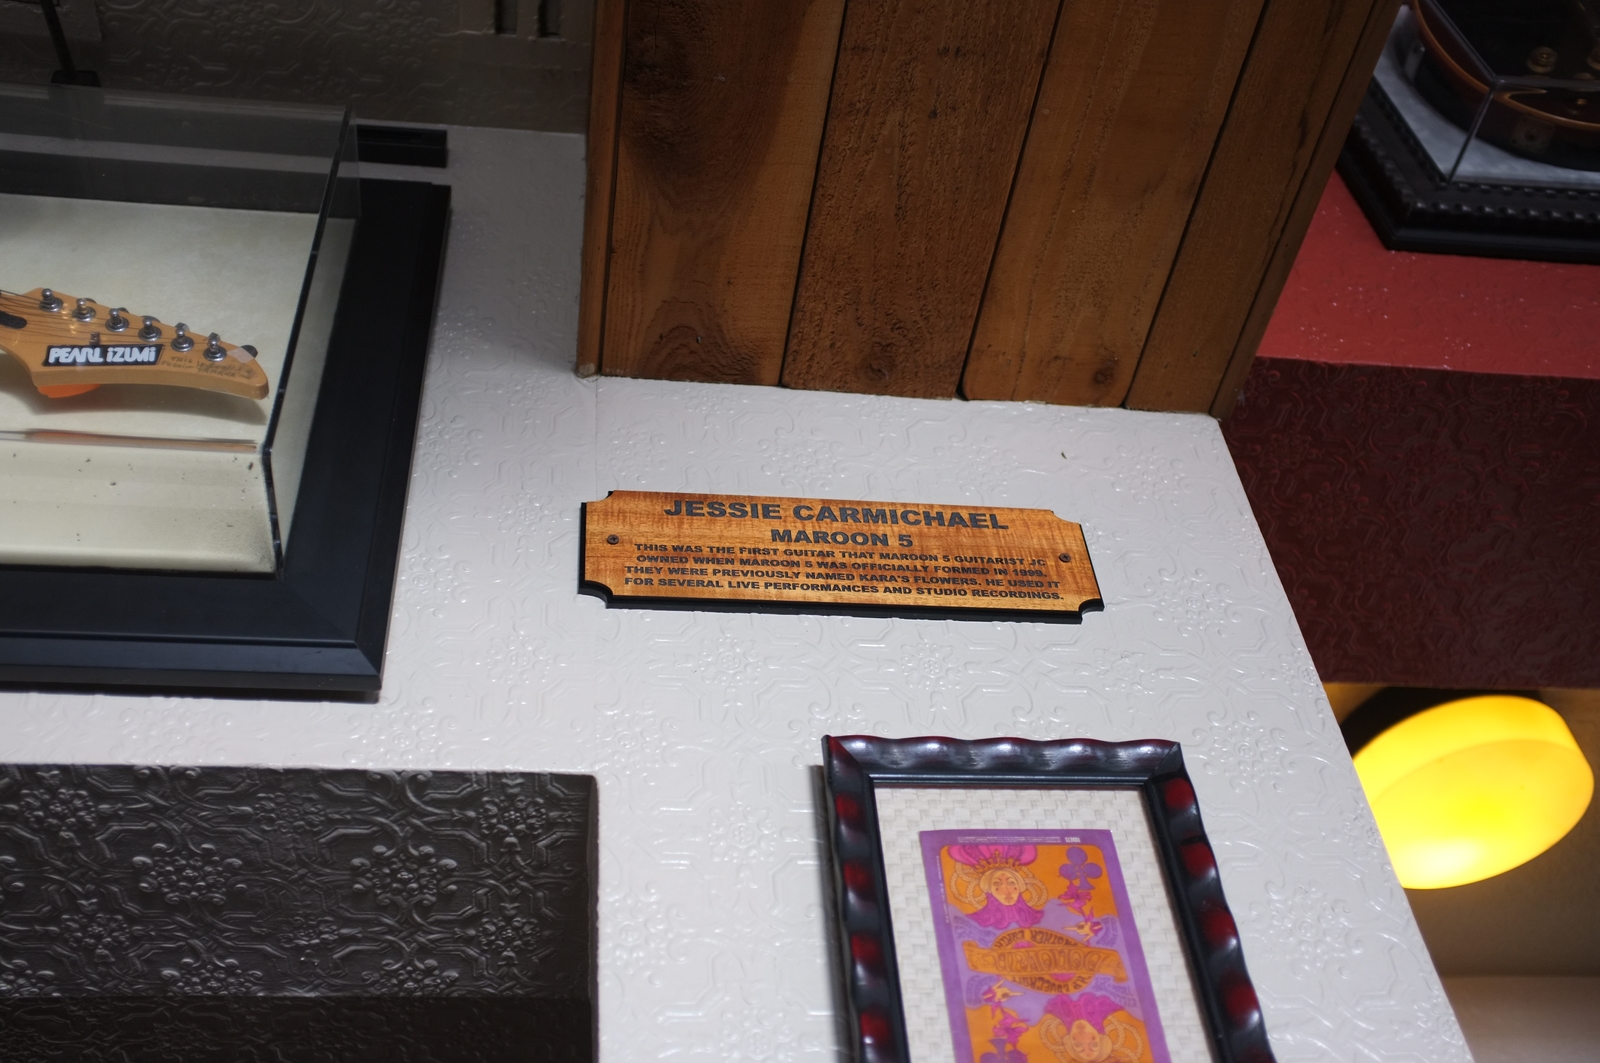 PEARL iZUMi
JESSIE CARMICHAEL
MAROON 5
THIS WAS THE FIRST GUITAR THAT MAROON 5 GUITARIST JC
OWNED WHEN MAROON 5 WAS OFFICIALLY FORMED IN 1999.
THEY WERE PREVIOUSLY NAMED KARA'S FLOWERS. HE USED IT
FOR SEVERAL LIVE PERFORMANCES AND STUDIO RECORDINGS.